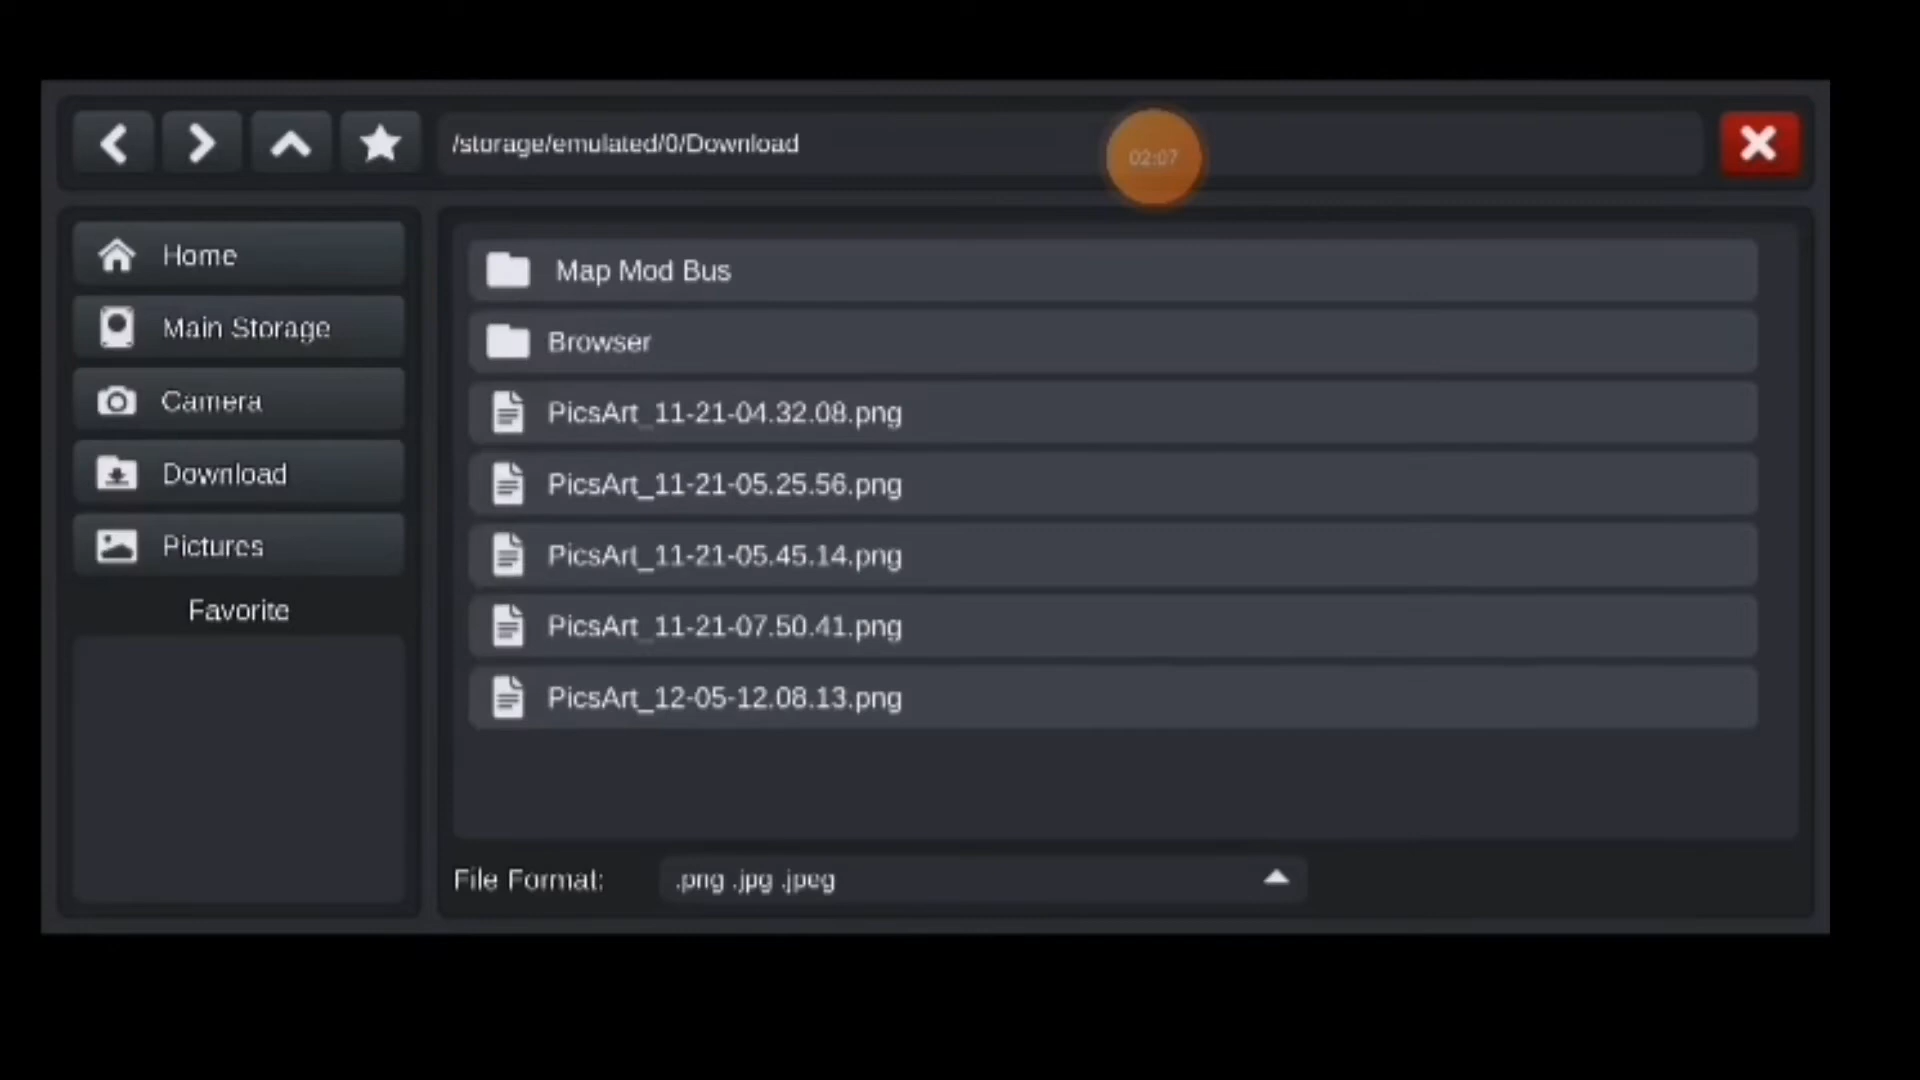 /storage/emulated/0/Download
02:07
Home
Main Storage
Camera
Download
Pictures
Favorite
Map Mod Bus
Browser
PicsArt_11-21-04.32.08.png
PicsArt_11-21-05.25.56.png
PicsArt_11-21-05.45.14.png
PicsArt_11-21-07.50.41.png
PicsArt_12-05-12.08.13.png
File Format: .png .jpg .jpeg